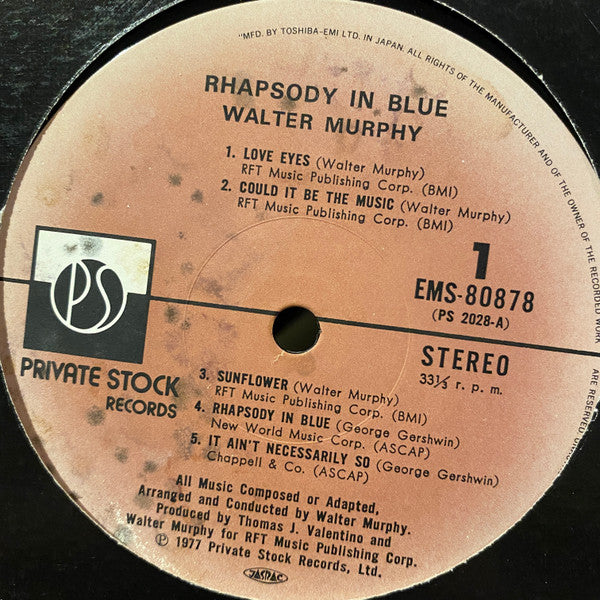 "MFD. BY TOSHIBA-EMI LTD. IN JAPAN. ALL RIGHTS OF THE MANUFACTURER AND OF THE OWNER OF THE RECORDED WORK ARE RESERVED
RHAPSODY IN BLUE
WALTER MURPHY
1. LOVE EYES (Walter Murphy)
RFT Music Publishing Corp. (BMI)
2. COULD IT BE THE MUSIC (Walter Murphy)
RFT Music Publishing Corp. (BMI)
1
EMS-80878
(PS 2028-A)
PS
PRIVATE STOCK
RECORDS
STEREO
33⅓ r. p. m.
3. SUNFLOWER (Walter Murphy)
RFT Music Publishing Corp. (BMI)
4. RHAPSODY IN BLUE (George Gershwin)
New World Music Corp. (ASCAP)
5. IT AIN'T NECESSARILY SO (George Gershwin)
Chappell & Co. (ASCAP)
All Music Composed or Adapted,
Arranged and Conducted by Walter Murphy.
Produced by Thomas J. Valentino and
Walter Murphy for RFT Music Publishing Corp.
℗ 1977 Private Stock Records, Ltd.
JASRAC